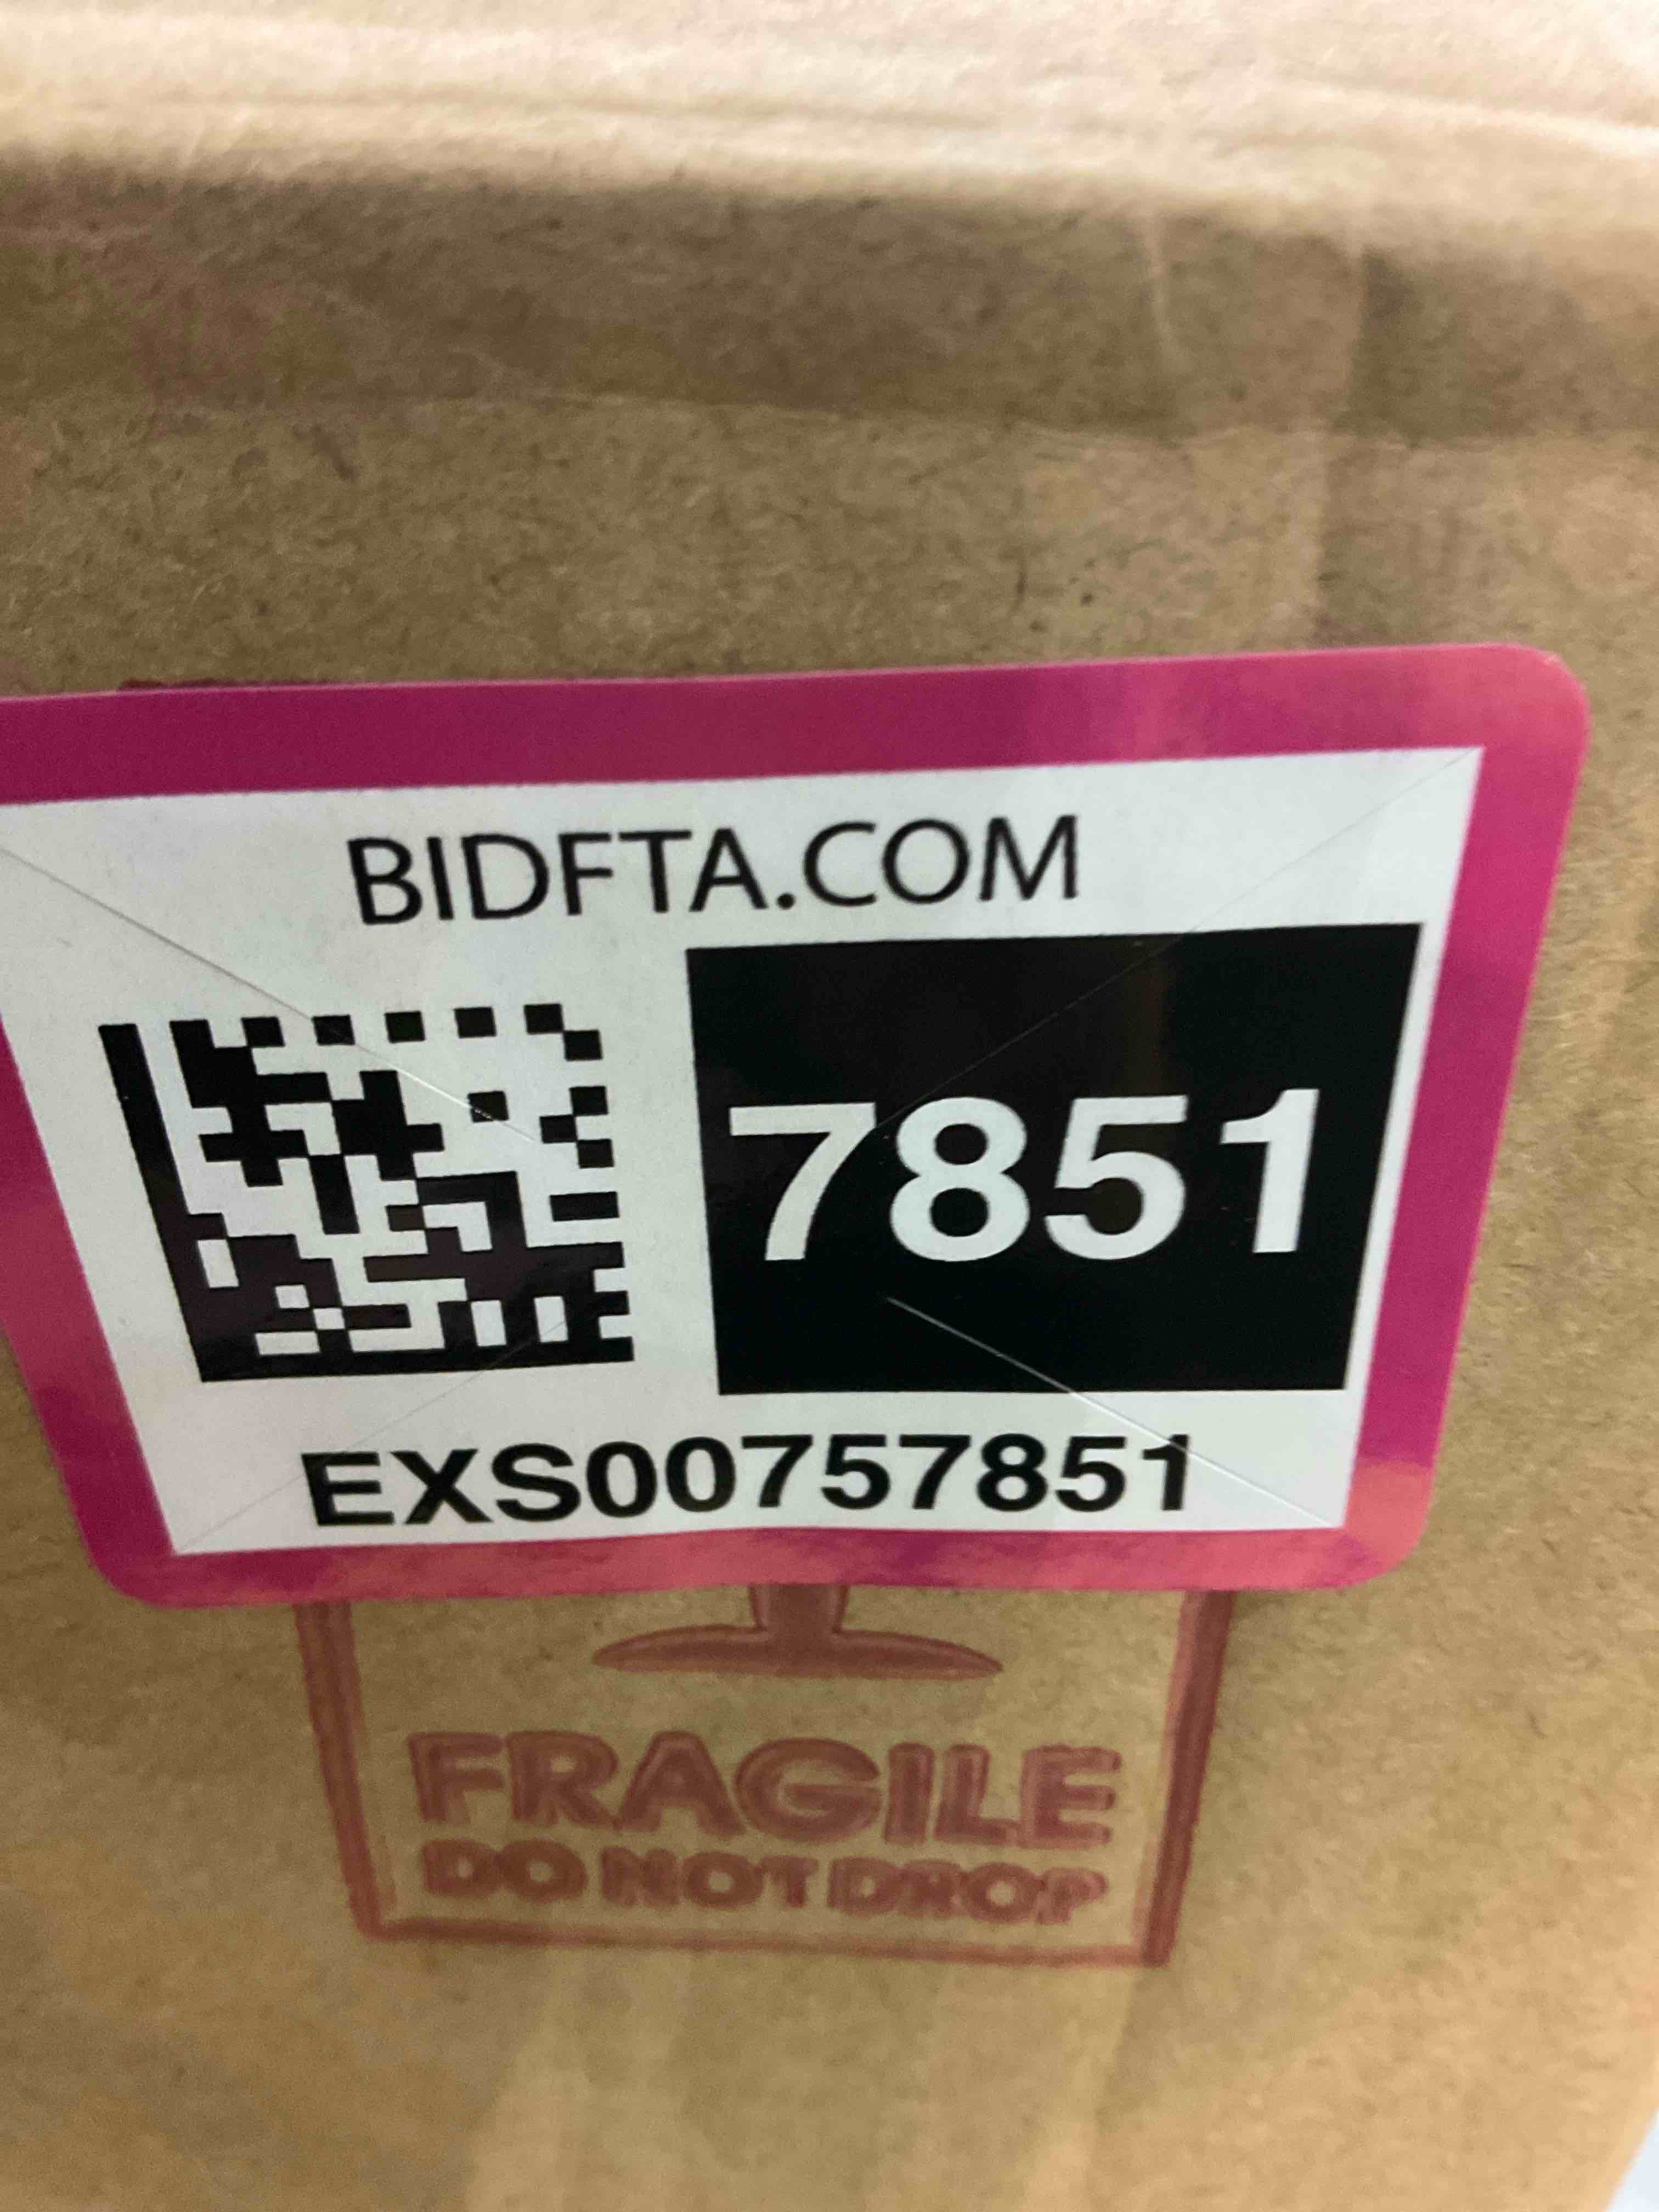 BIDFTA.COM
7851
EXS00757851
FRAGILE
DO NOT DROP